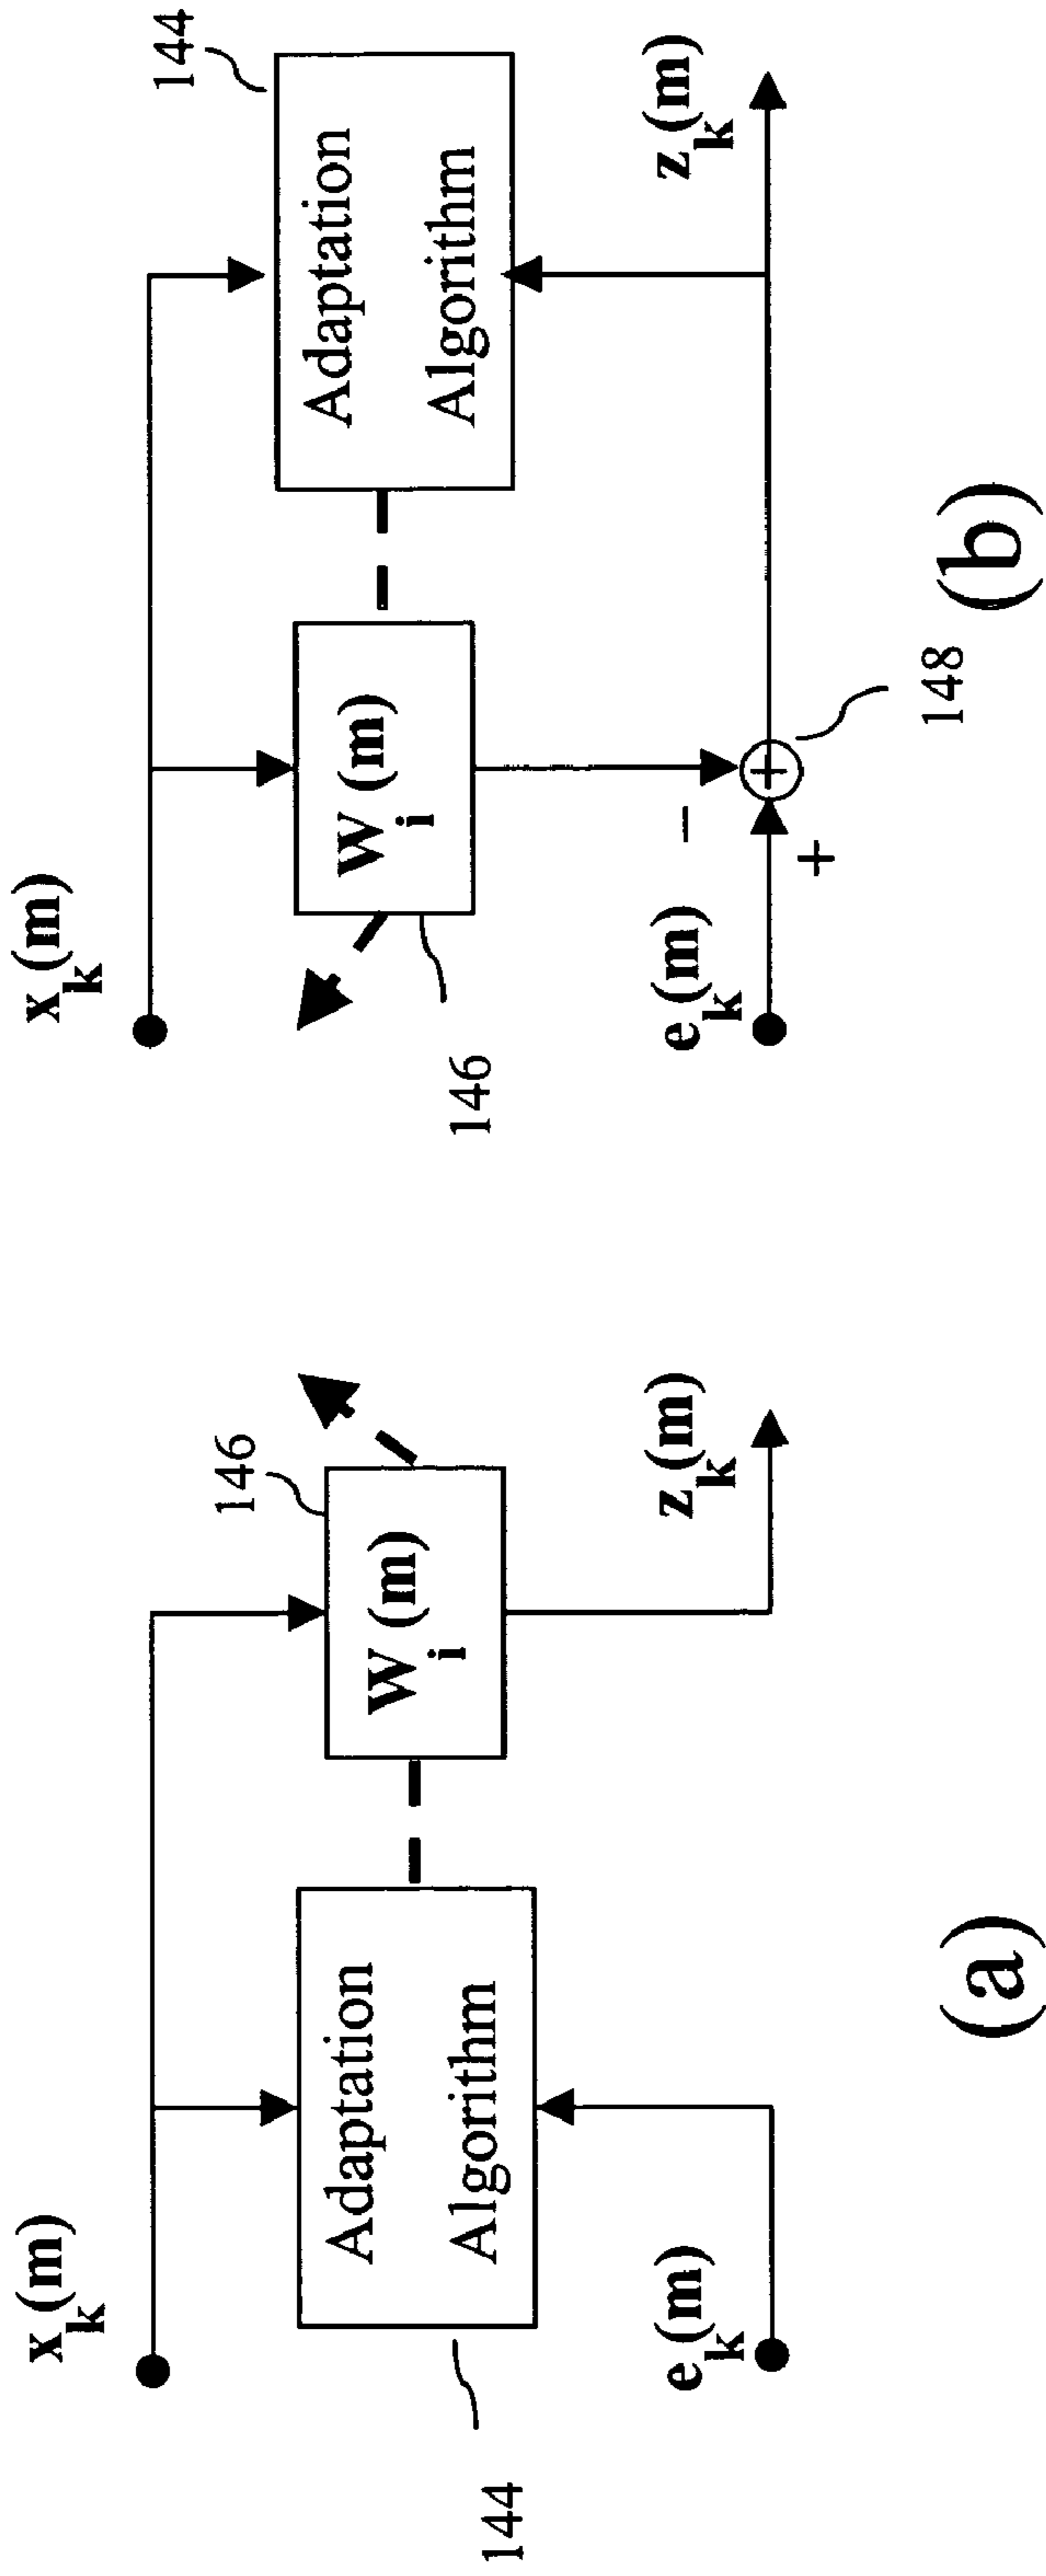 x_k(m)
146
Adaptation
Algorithm
W_i(m)
144
e_k(m)
z_k(m)
(a)
x_k(m)
144
W_i(m)
Adaptation
Algorithm
146
e_k(m)
−
+
+
z_k(m)
148
(b)